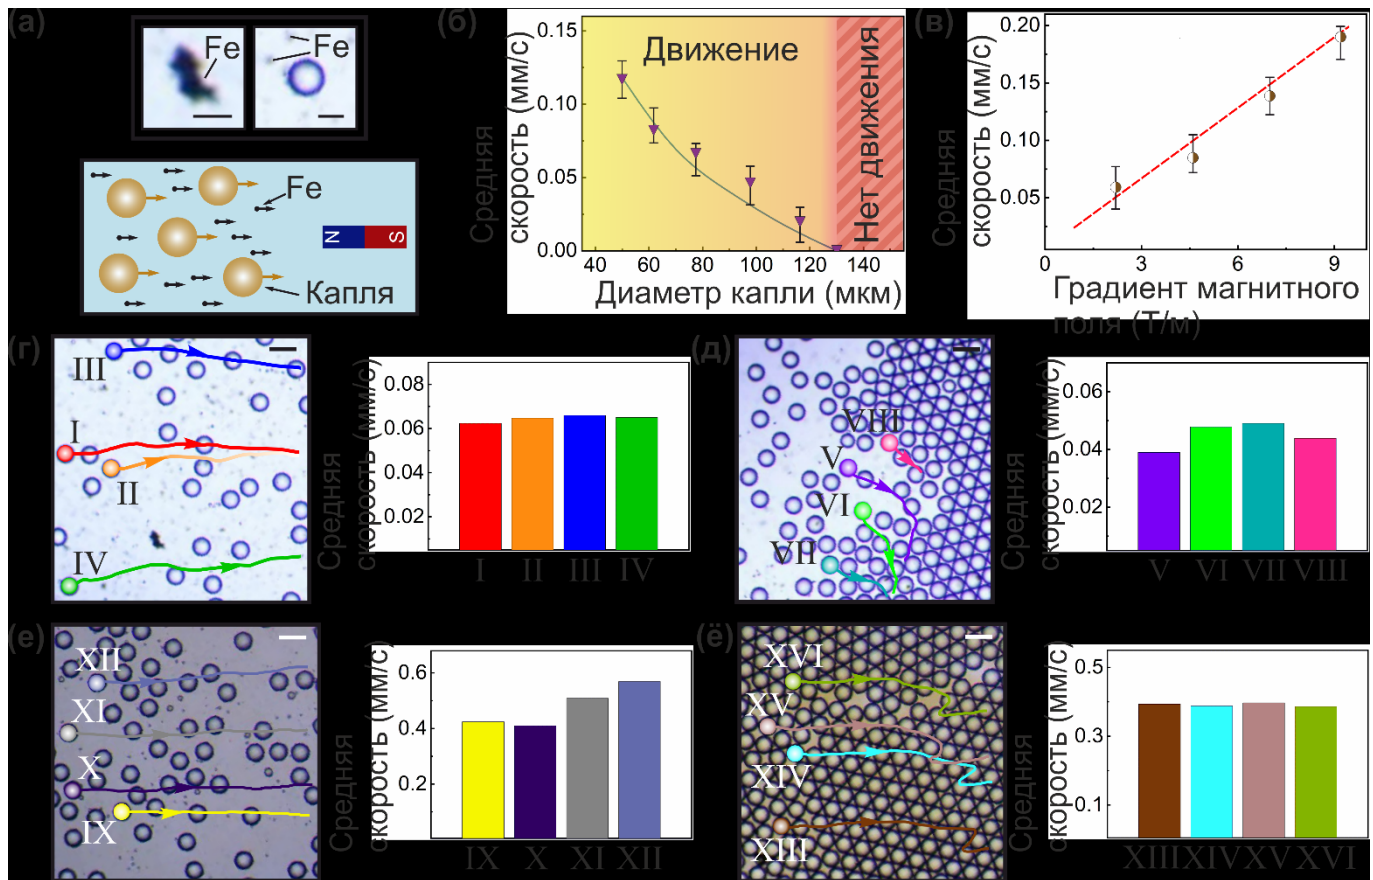 (а)
Fe
Fe
Fe
N S
Капля
(б)
Средняя
скорость (мм/с)
0.15
0.10
0.05
0.00
Движение
Нет движения
40 60 80 100 120 140
Диаметр капли (мкм)
(в)
Средняя
скорость (мм/с)
0.20
0.15
0.10
0.05
0 3 6 9
Градиент магнитного
поля (Т/м)
(г)
III
I
II
IV
Средняя
скорость (мм/с)
0.08
0.06
0.04
0.02
I II III IV
(д)
VIII
V
VI
VII
Средняя
скорость (мм/с)
0.06
0.04
0.02
V VI VII VIII
(е)
XII
XI
X
IX
Средняя
скорость (мм/с)
0.6
0.4
0.2
IX X XI XII
(ё)
XVI
XV
XIV
XIII
Средняя
скорость (мм/с)
0.5
0.3
0.1
XIII XIV XV XVI